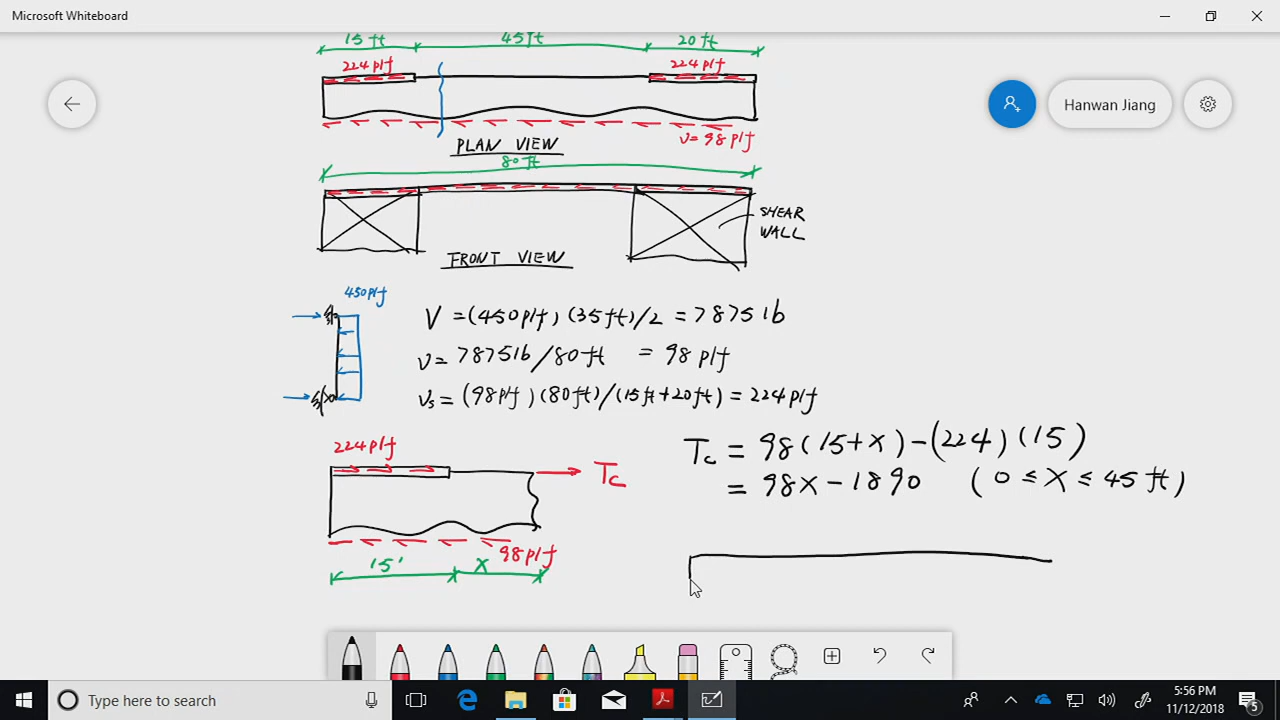 Microsoft Whiteboard
15 ft 45 ft 20 ft
224 plf 224 plf
v = 98 plf
PLAN VIEW
80 ft
SHEAR WALL
FRONT VIEW
450 plf
V = (450 plf) (35 ft) / 2 = 7875 lb
v = 7875 lb / 80 ft = 98 plf
vs = (98 plf) (80 ft) / (15 ft + 20 ft) = 224 plf
224 plf
Tc
98 plf
15' x
Tc = 98 (15 + x) - (224) (15)
= 98x - 1890 (0 ≤ x ≤ 45 ft)
Hanwan Jiang
Type here to search
5:56 PM
11/12/2018
5